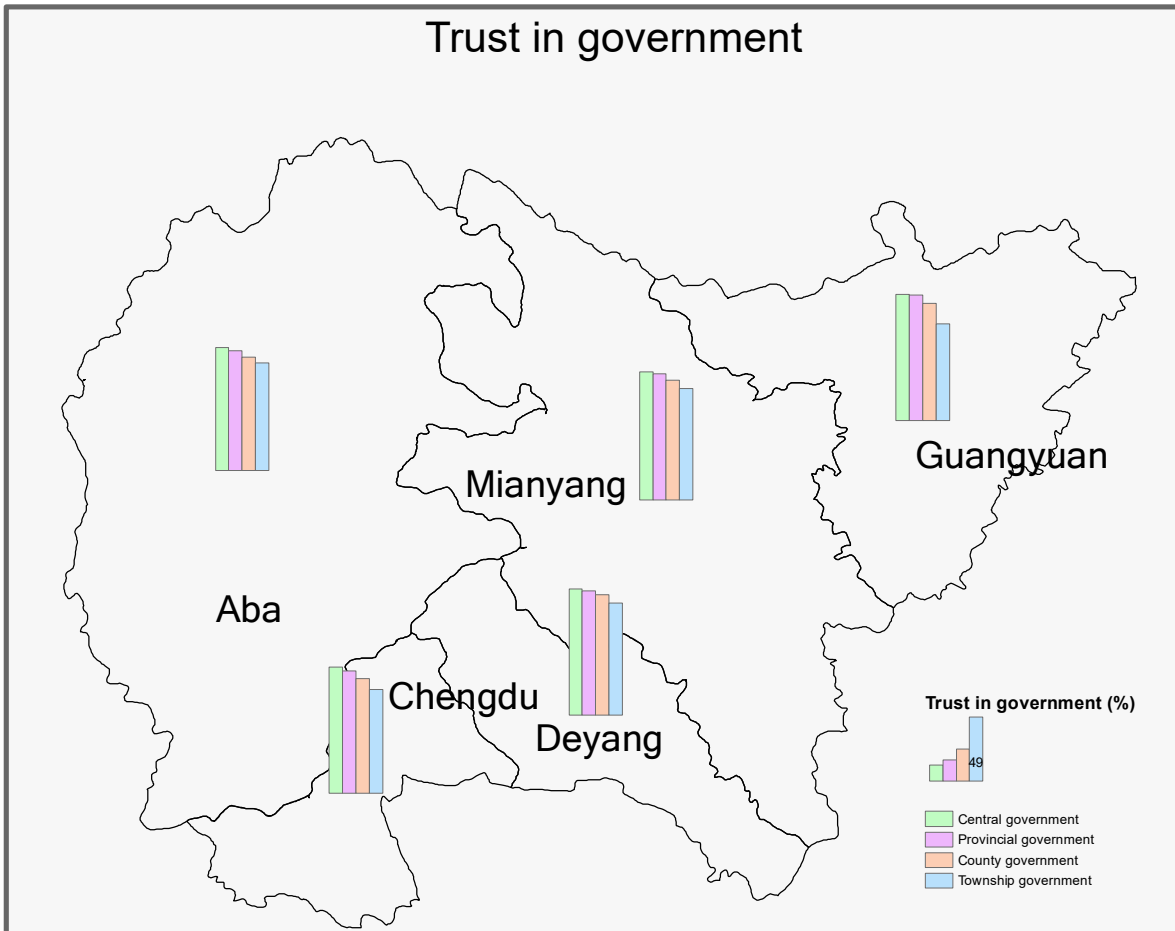 Trust in government
Guangyuan
Mianyang
Aba
Chengdu
Deyang
Trust in government (%)
49
Central government
Provincial government
County government
Township government